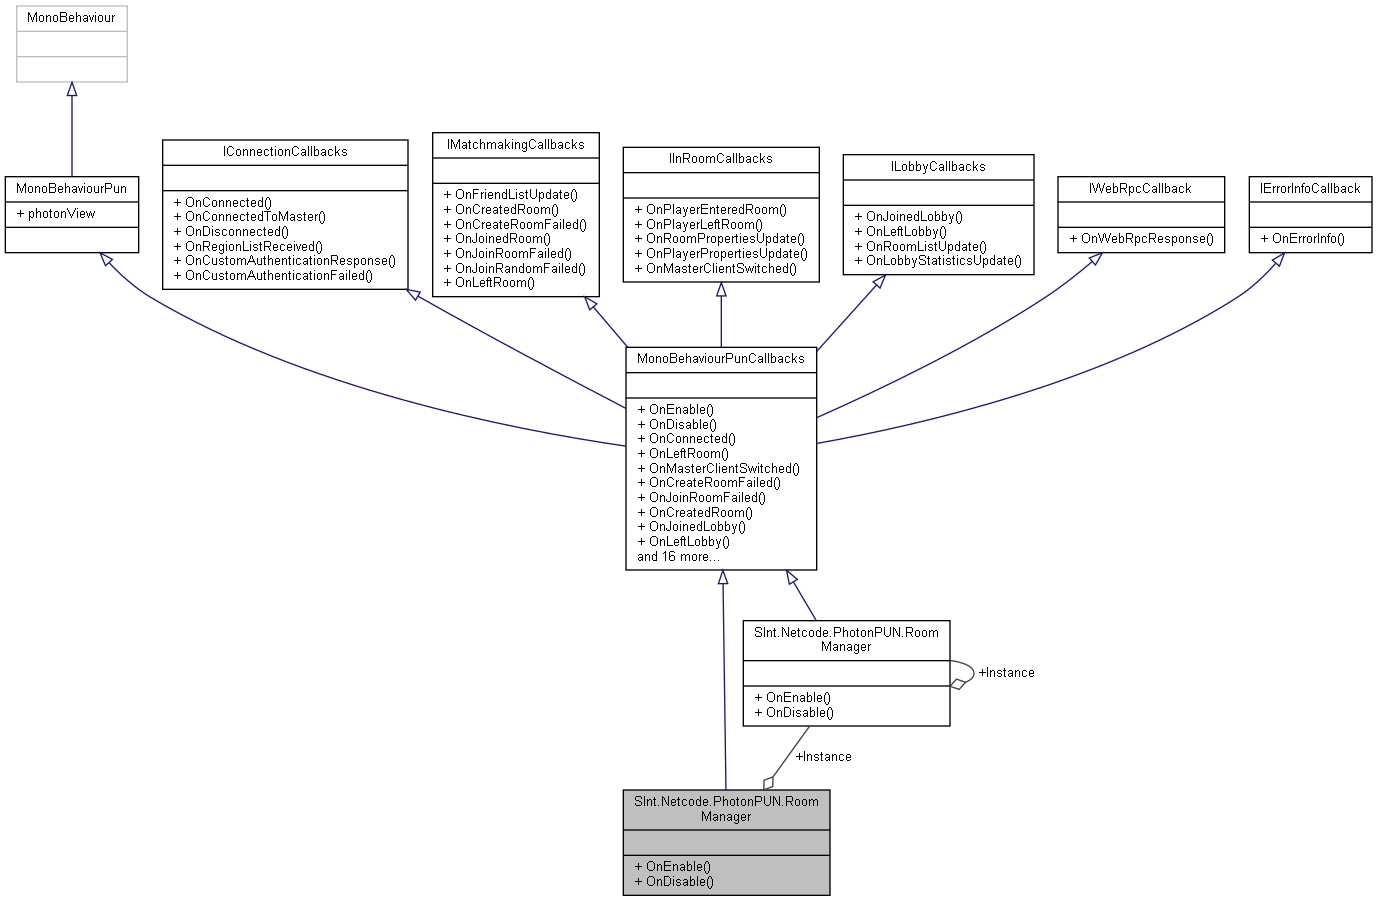 MonoBehaviour
MonoBehaviourPun
+ photonView
IConnectionCallbacks
+ OnConnected()
+ OnConnectedToMaster()
+ OnDisconnected()
+ OnRegionListReceived()
+ OnCustomAuthenticationResponse()
+ OnCustomAuthenticationFailed()
IMatchmakingCallbacks
+ OnFriendListUpdate()
+ OnCreatedRoom()
+ OnCreateRoomFailed()
+ OnJoinedRoom()
+ OnJoinRoomFailed()
+ OnJoinRandomFailed()
+ OnLeftRoom()
IInRoomCallbacks
+ OnPlayerEnteredRoom()
+ OnPlayerLeftRoom()
+ OnRoomPropertiesUpdate()
+ OnPlayerPropertiesUpdate()
+ OnMasterClientSwitched()
ILobbyCallbacks
+ OnJoinedLobby()
+ OnLeftLobby()
+ OnRoomListUpdate()
+ OnLobbyStatisticsUpdate()
IWebRpcCallback
+ OnWebRpcResponse()
IErrorInfoCallback
+ OnErrorInfo()
MonoBehaviourPunCallbacks
+ OnEnable()
+ OnDisable()
+ OnConnected()
+ OnLeftRoom()
+ OnMasterClientSwitched()
+ OnCreateRoomFailed()
+ OnJoinRoomFailed()
+ OnCreatedRoom()
+ OnJoinedLobby()
+ OnLeftLobby()
and 16 more...
SInt.Netcode.PhotonPUN.Room
Manager
+ OnEnable()
+ OnDisable()
+Instance
+Instance
SInt.Netcode.PhotonPUN.Room
Manager
+ OnEnable()
+ OnDisable()